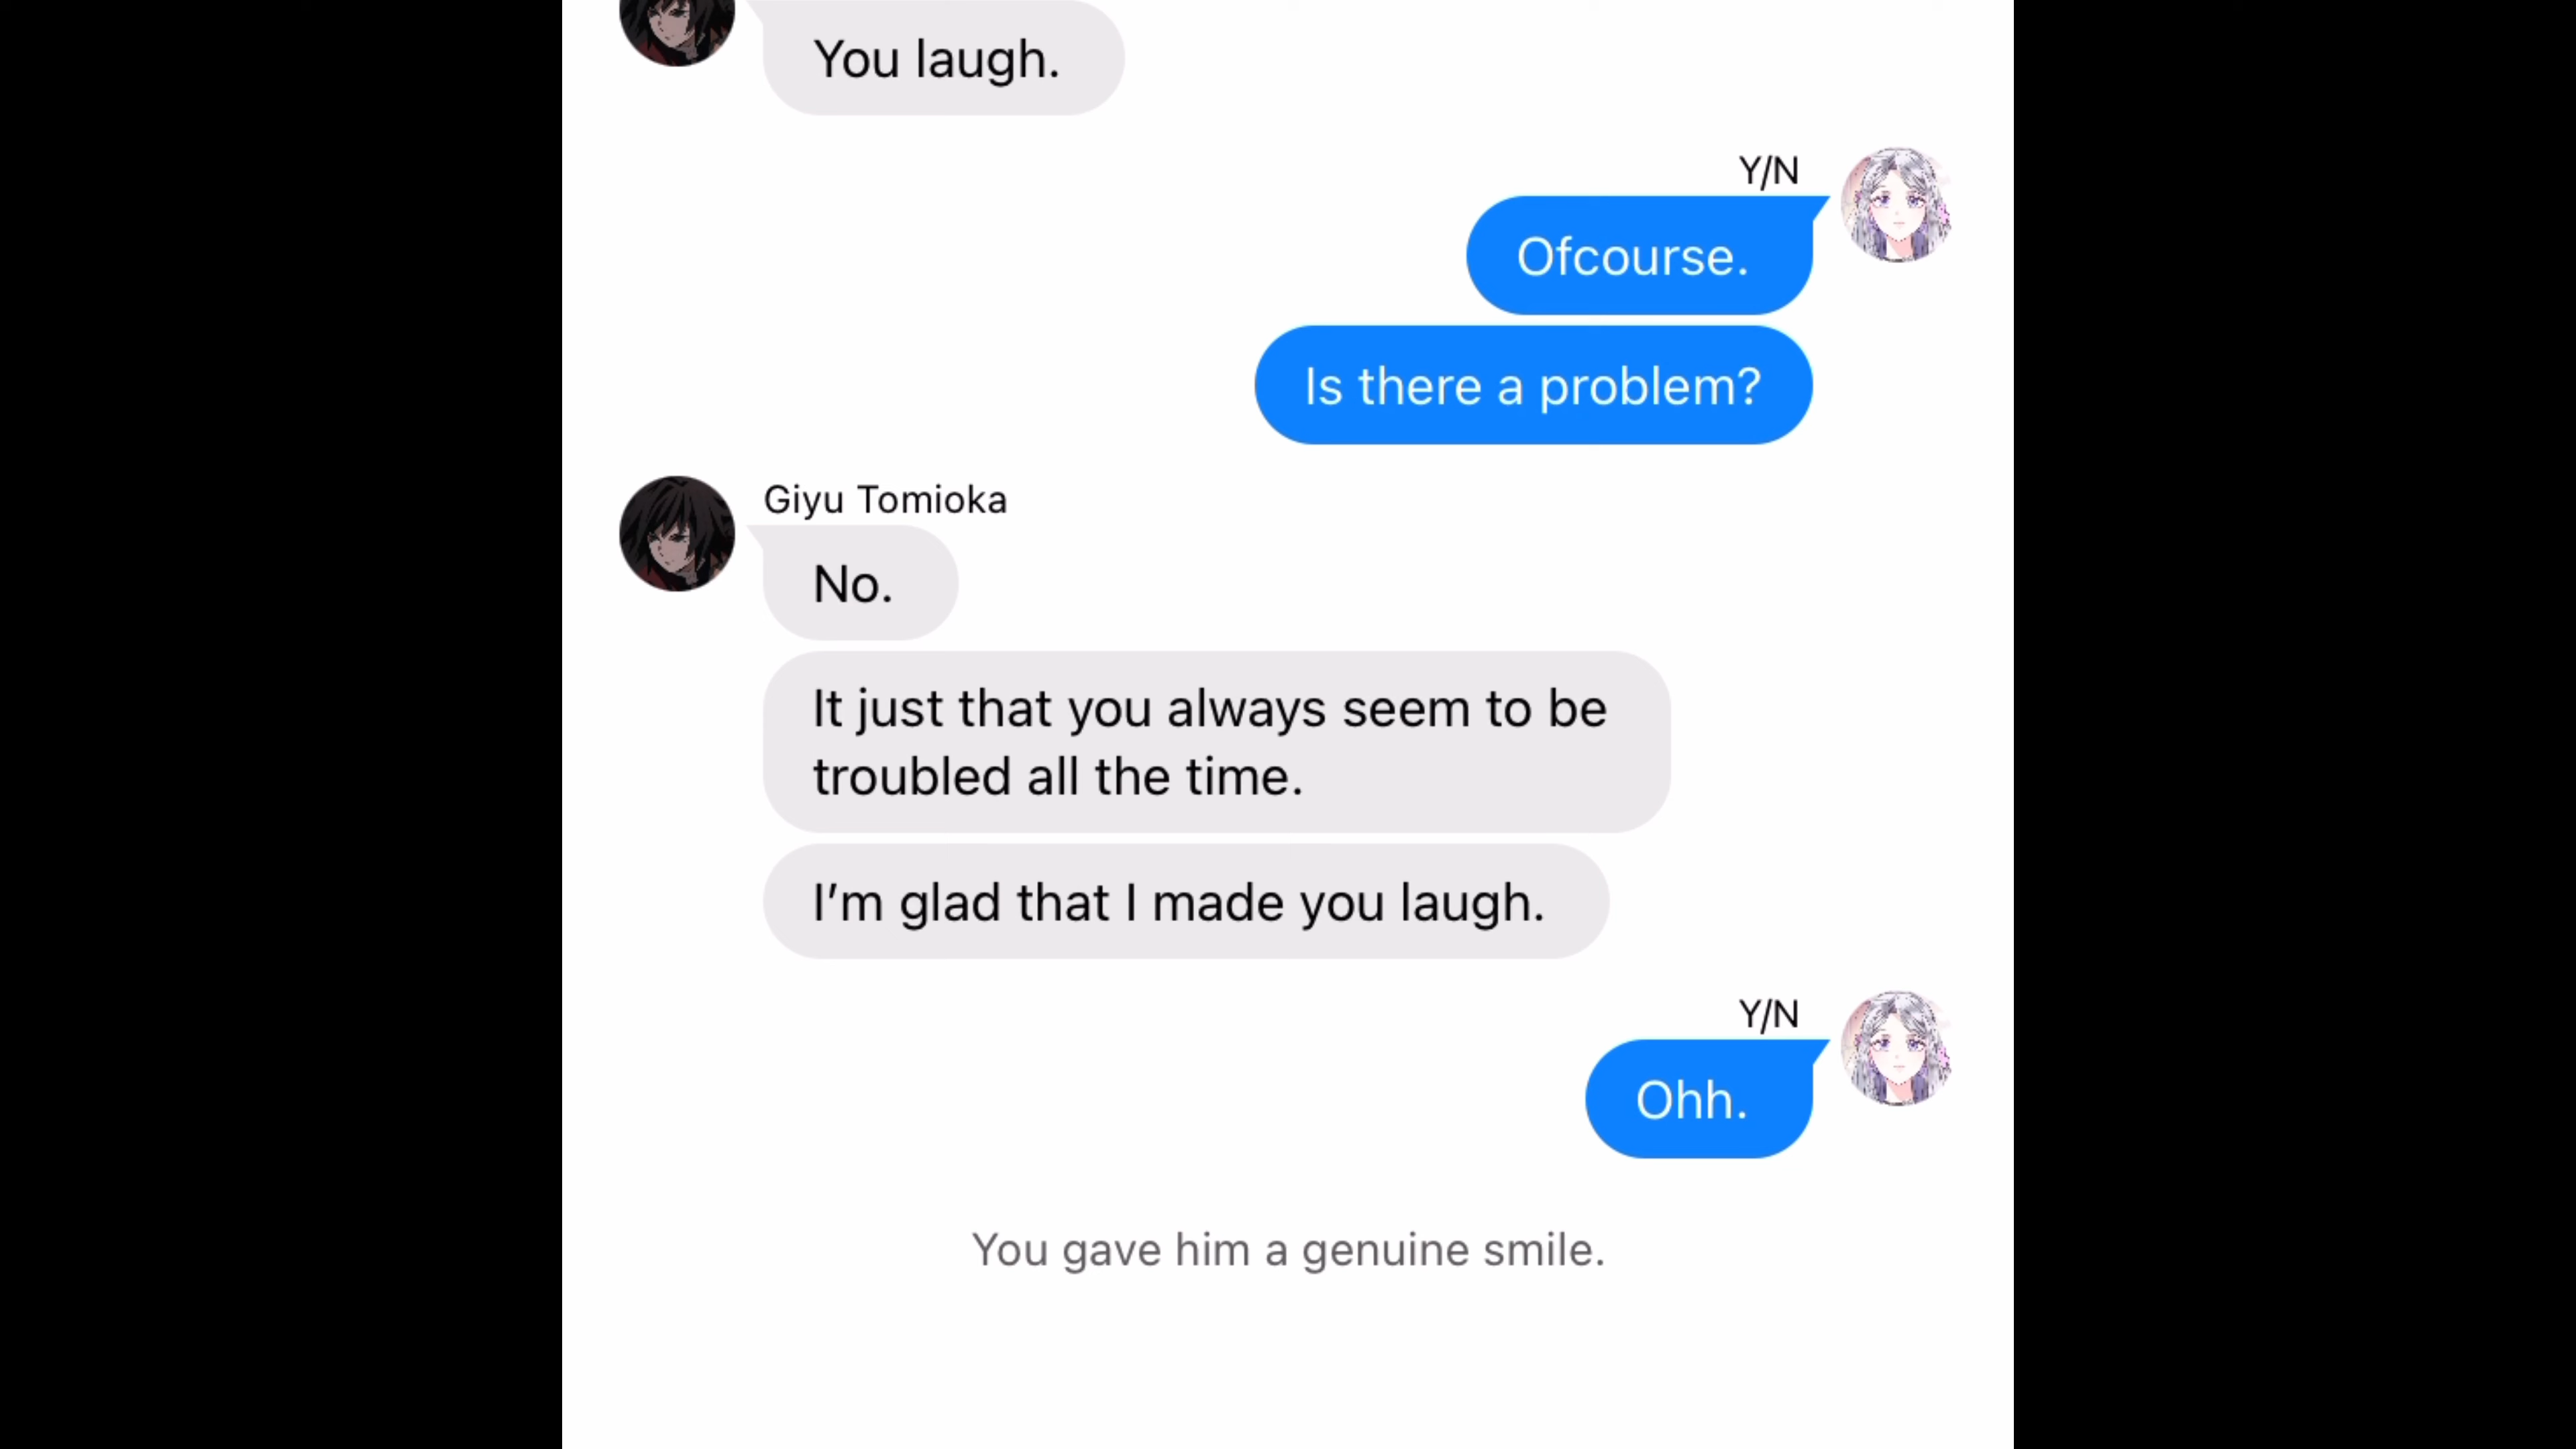 You laugh.
Y/N
Ofcourse.
Is there a problem?
Giyu Tomioka
No.
It just that you always seem to be
troubled all the time.
I’m glad that I made you laugh.
Y/N
Ohh.
You gave him a genuine smile.